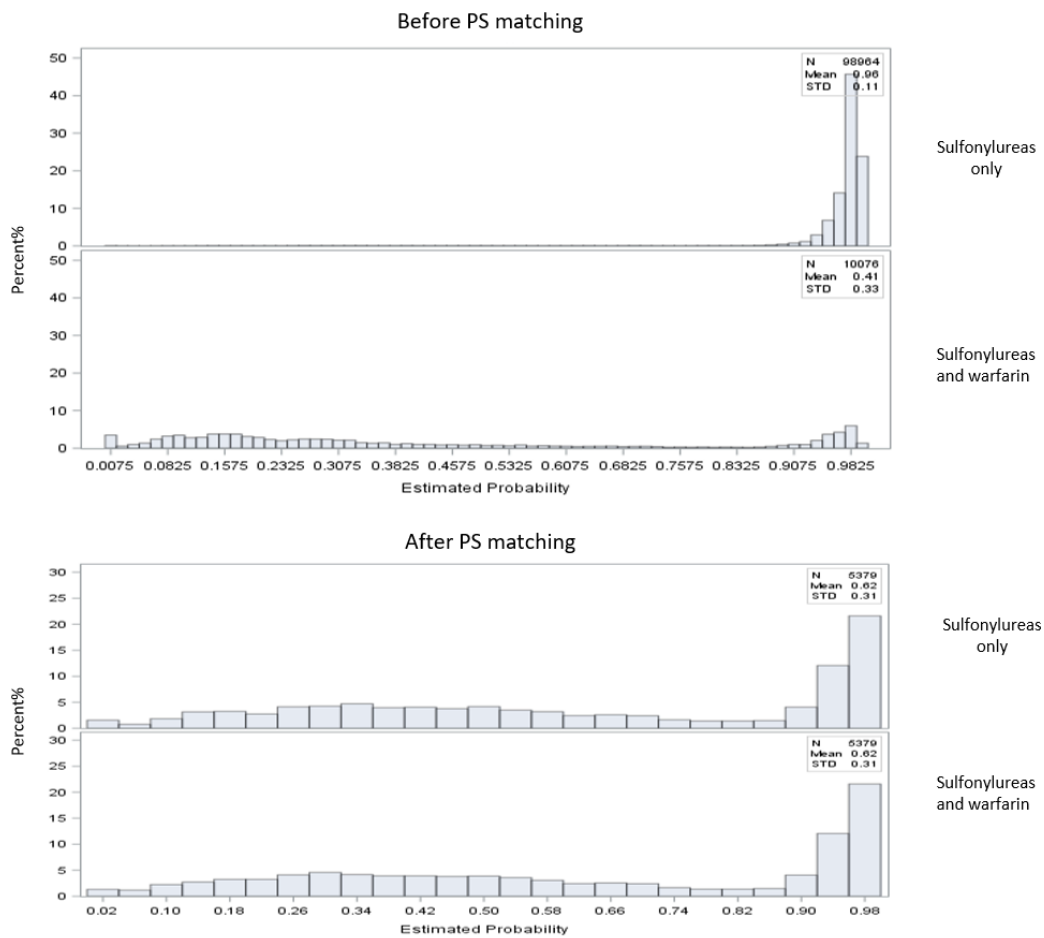 Before PS matching
Percent%
50
40
30
20
10
0
N 98964
Mean 0.96
STD 0.11
Sulfonylureas
only
50
40
30
20
10
0
N 10076
Mean 0.41
STD 0.33
Sulfonylureas
and warfarin
0.0075 0.0825 0.1575 0.2325 0.3075 0.3825 0.4575 0.5325 0.6075 0.6825 0.7575 0.8325 0.9075 0.9825
Estimated Probability
After PS matching
Percent%
30
25
20
15
10
5
0
N 5379
Mean 0.62
STD 0.31
Sulfonylureas
only
30
25
20
15
10
5
0
N 5379
Mean 0.62
STD 0.31
Sulfonylureas
and warfarin
0.02 0.10 0.18 0.26 0.34 0.42 0.50 0.58 0.66 0.74 0.82 0.90 0.98
Estimated Probability